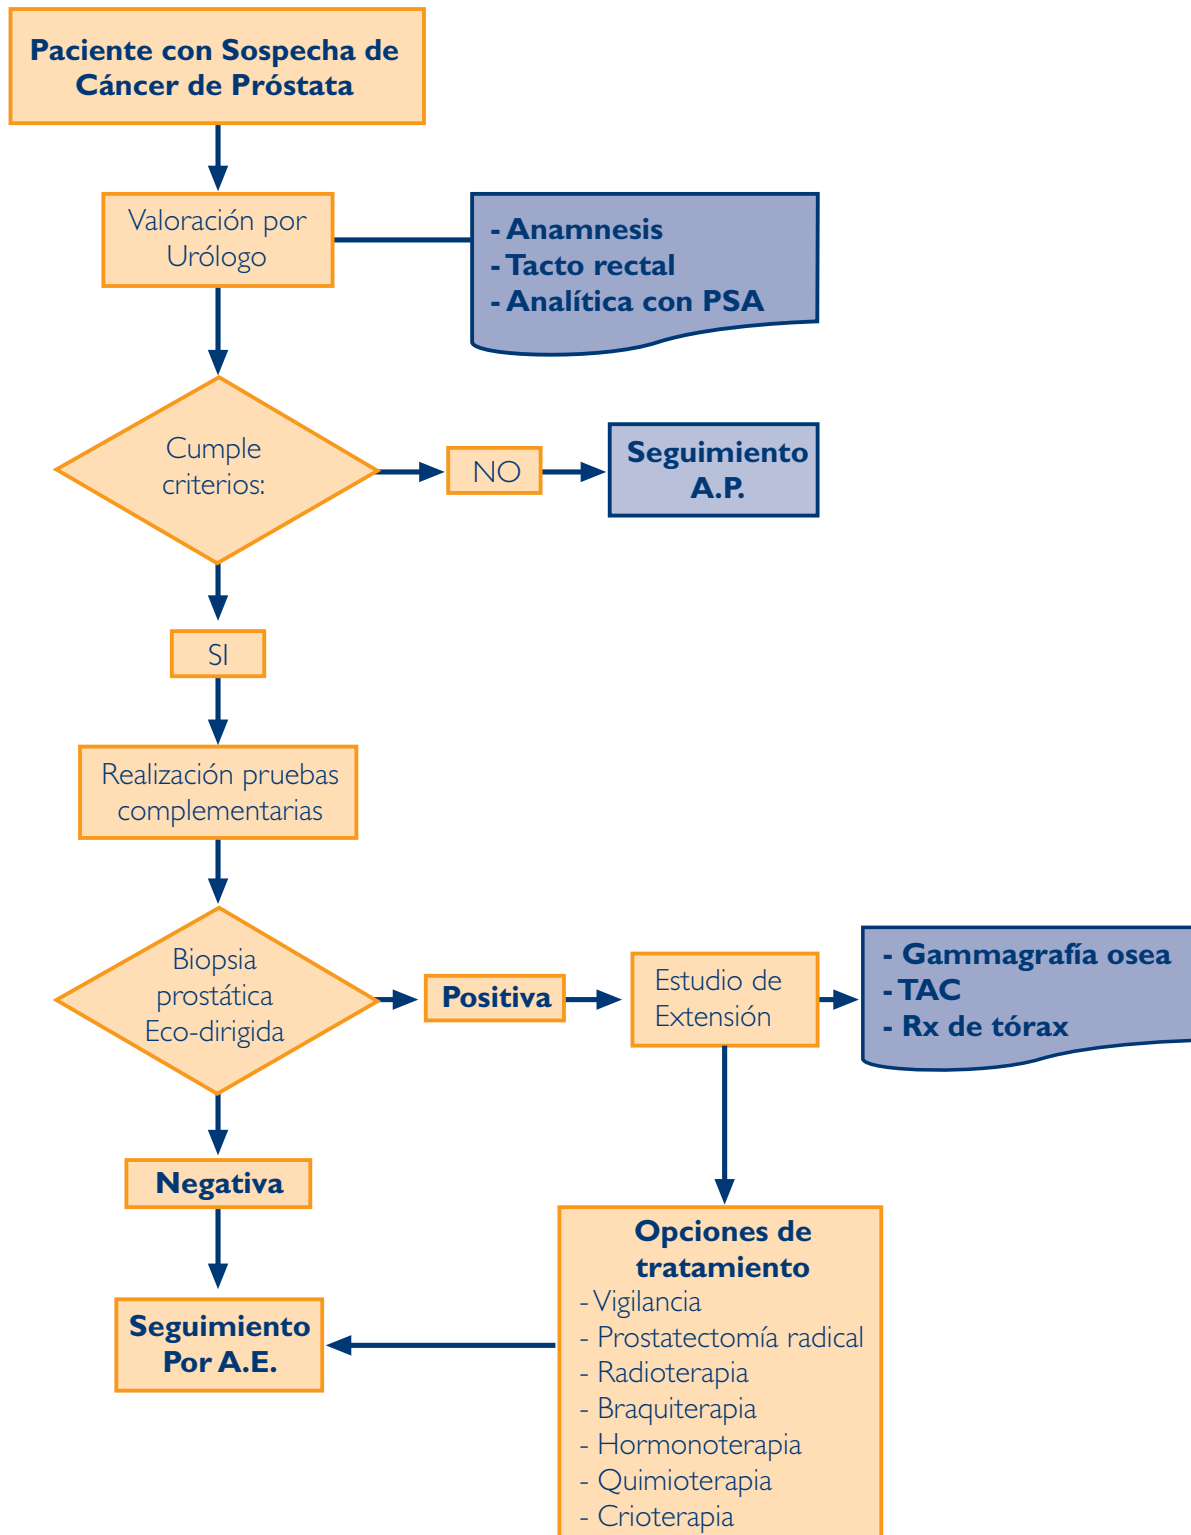 Paciente con Sospecha de
Cáncer de Próstata
Valoración por
Urólogo
- Anamnesis
- Tacto rectal
- Analítica con PSA
Cumple
criterios:
NO
Seguimiento
A.P.
SI
Realización pruebas
complementarias
Biopsia
prostática
Eco-dirigida
Positiva
Estudio de
Extensión
- Gammagrafía osea
- TAC
- Rx de tórax
Negativa
Opciones de
tratamiento
- Vigilancia
- Prostatectomía radical
- Radioterapia
- Braquiterapia
- Hormonoterapia
- Quimioterapia
- Crioterapia
Seguimiento
Por A.E.